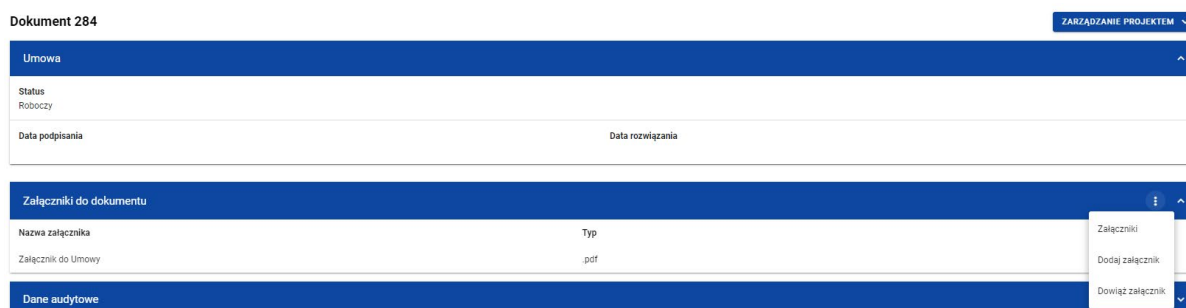 Dokument 284
ZARZĄDZANIE PROJEKTEM
Umowa
Status
Roboczy
Data podpisania Data rozwiązania
Załączniki do dokumentu
Nazwa załącznika Typ
Załączniki
Załącznik do Umowy .pdf
Dodaj załącznik
Dowiąż załącznik
Dane audytowe